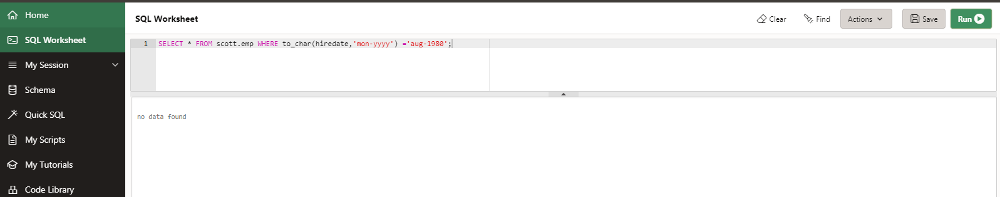 Home
SQL Worksheet
My Session
Schema
Quick SQL
My Scripts
My Tutorials
Code Library
SQL Worksheet
Clear
Find
Actions
Save
Run
1 SELECT * FROM scott.emp WHERE to_char(hiredate,'mon-yyyy') ='aug-1980';
no data found